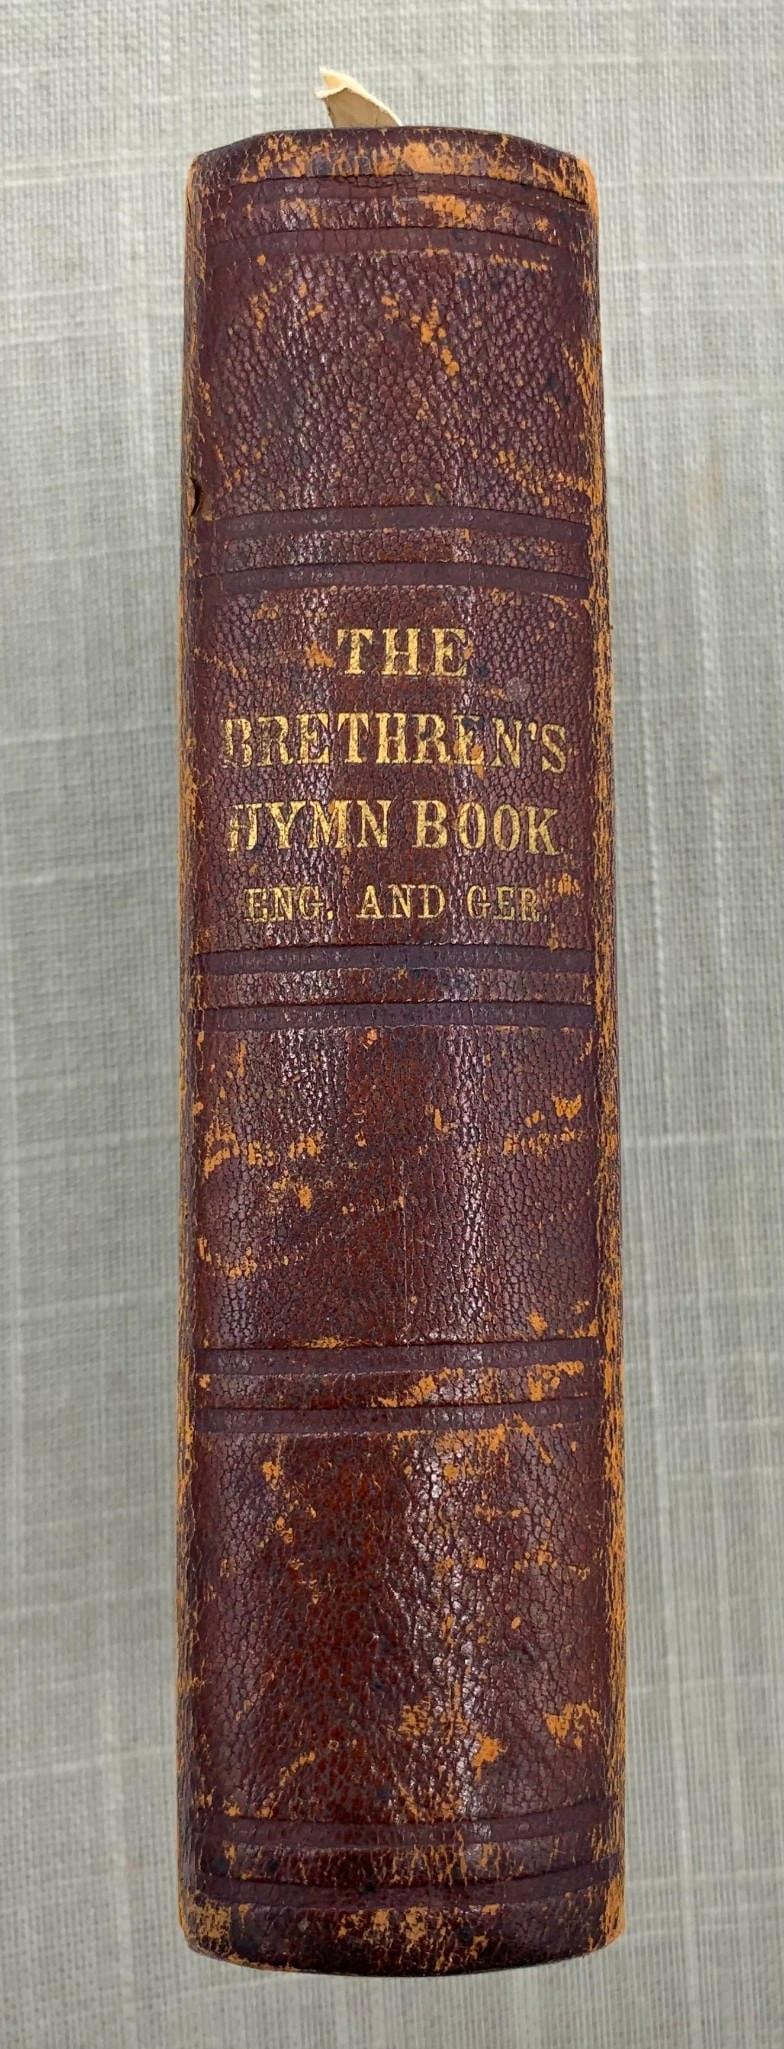 THE
BRETHREN'S
HYMN BOOK
ENG. AND GER.